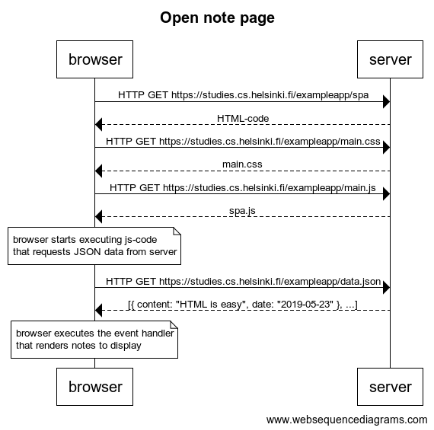 Open note page
browser
server
HTTP GET https://studies.cs.helsinki.fi/exampleapp/spa
HTML-code
HTTP GET https://studies.cs.helsinki.fi/exampleapp/main.css
main.css
HTTP GET https://studies.cs.helsinki.fi/exampleapp/main.js
spa.js
browser starts executing js-code
that requests JSON data from server
HTTP GET https://studies.cs.helsinki.fi/exampleapp/data.json
[{ content: "HTML is easy", date: "2019-05-23" }, ...]
browser executes the event handler
that renders notes to display
browser
server
www.websequencediagrams.com